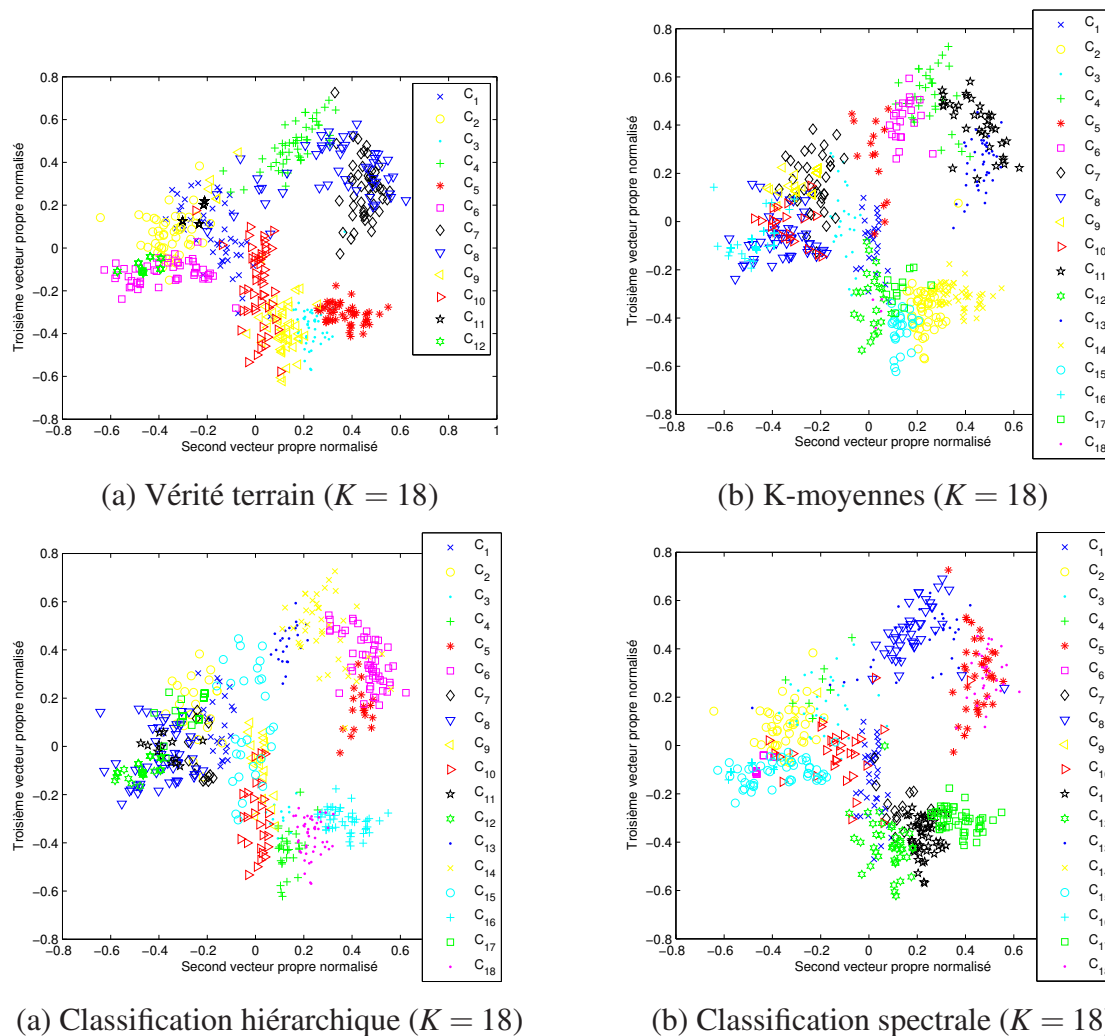 0.8
0.6
0.4
0.2
0
−0.2
−0.4
−0.6
−0.8
−0.8 −0.6 −0.4 −0.2 0 0.2 0.4 0.6 0.8 1
Second vecteur propre normalisé
Troisième vecteur propre normalisé
C1
C2
C3
C4
C5
C6
C7
C8
C9
C10
C11
C12
(a) Vérité terrain (K = 18)
0.8
0.6
0.4
0.2
0
−0.2
−0.4
−0.6
−0.8
−0.8 −0.6 −0.4 −0.2 0 0.2 0.4 0.6
Second vecteur propre normalisé
Troisième vecteur propre normalisé
C1
C2
C3
C4
C5
C6
C7
C8
C9
C10
C11
C12
C13
C14
C15
C16
C17
C18
(b) K-moyennes (K = 18)
0.8
0.6
0.4
0.2
0
−0.2
−0.4
−0.6
−0.8
−0.8 −0.6 −0.4 −0.2 0 0.2 0.4 0.6
Second vecteur propre normalisé
Troisième vecteur propre normalisé
C1
C2
C3
C4
C5
C6
C7
C8
C9
C10
C11
C12
C13
C14
C15
C16
C17
C18
(a) Classification hiérarchique (K = 18)
0.8
0.6
0.4
0.2
0
−0.2
−0.4
−0.6
−0.8
−0.8 −0.6 −0.4 −0.2 0 0.2 0.4 0.6
Second vecteur propre normalisé
Troisième vecteur propre normalisé
C1
C2
C3
C4
C5
C6
C7
C8
C9
(b) Classification spectrale (K = 18